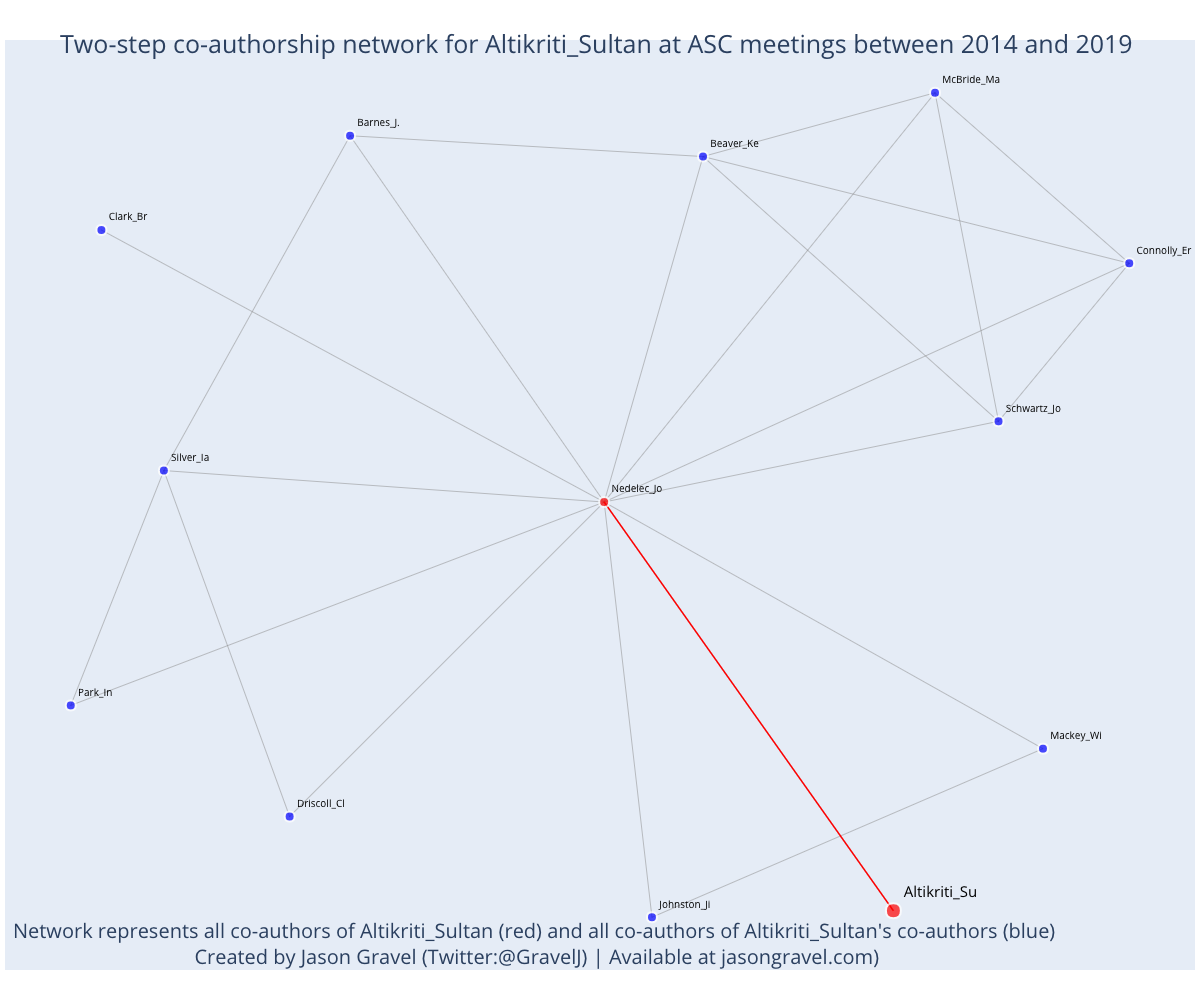 Two-step co-authorship network for Altikriti_Sultan at ASC meetings between 2014 and 2019
McBride_Ma
Barnes_J.
Beaver_Ke
Clark_Br
Connolly_Er
Schwartz_Jo
Silver_Ia
Nedelec_Jo
Park_In
Mackey_Wi
Driscoll_Cl
Altikriti_Su
Johnston_Ji
Network represents all co-authors of Altikriti_Sultan (red) and all co-authors of Altikriti_Sultan's co-authors (blue)
Created by Jason Gravel (Twitter:@GravelJ) | Available at jasongravel.com)